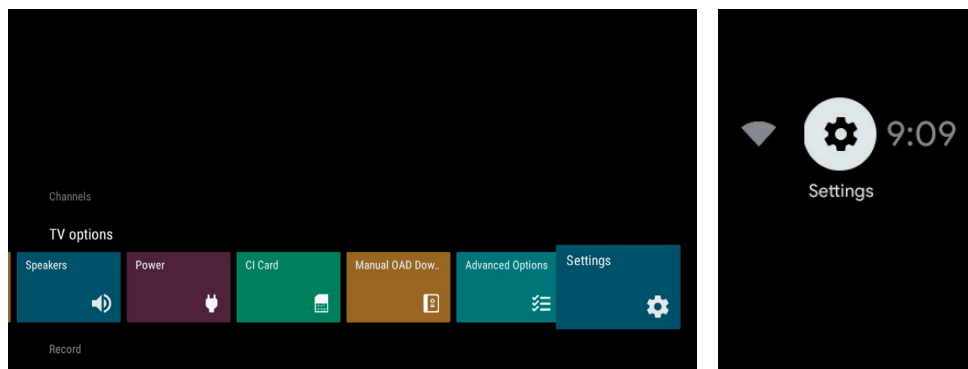 Channels
TV options
Speakers
Power
CI Card
Manual OAD Dow..
Advanced Options
Settings
Record
9:09
Settings